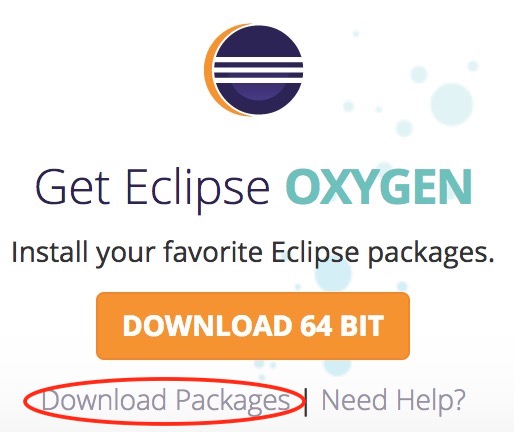 Get Eclipse OXYGEN
Install your favorite Eclipse packages.
DOWNLOAD 64 BIT
Download Packages | Need Help?